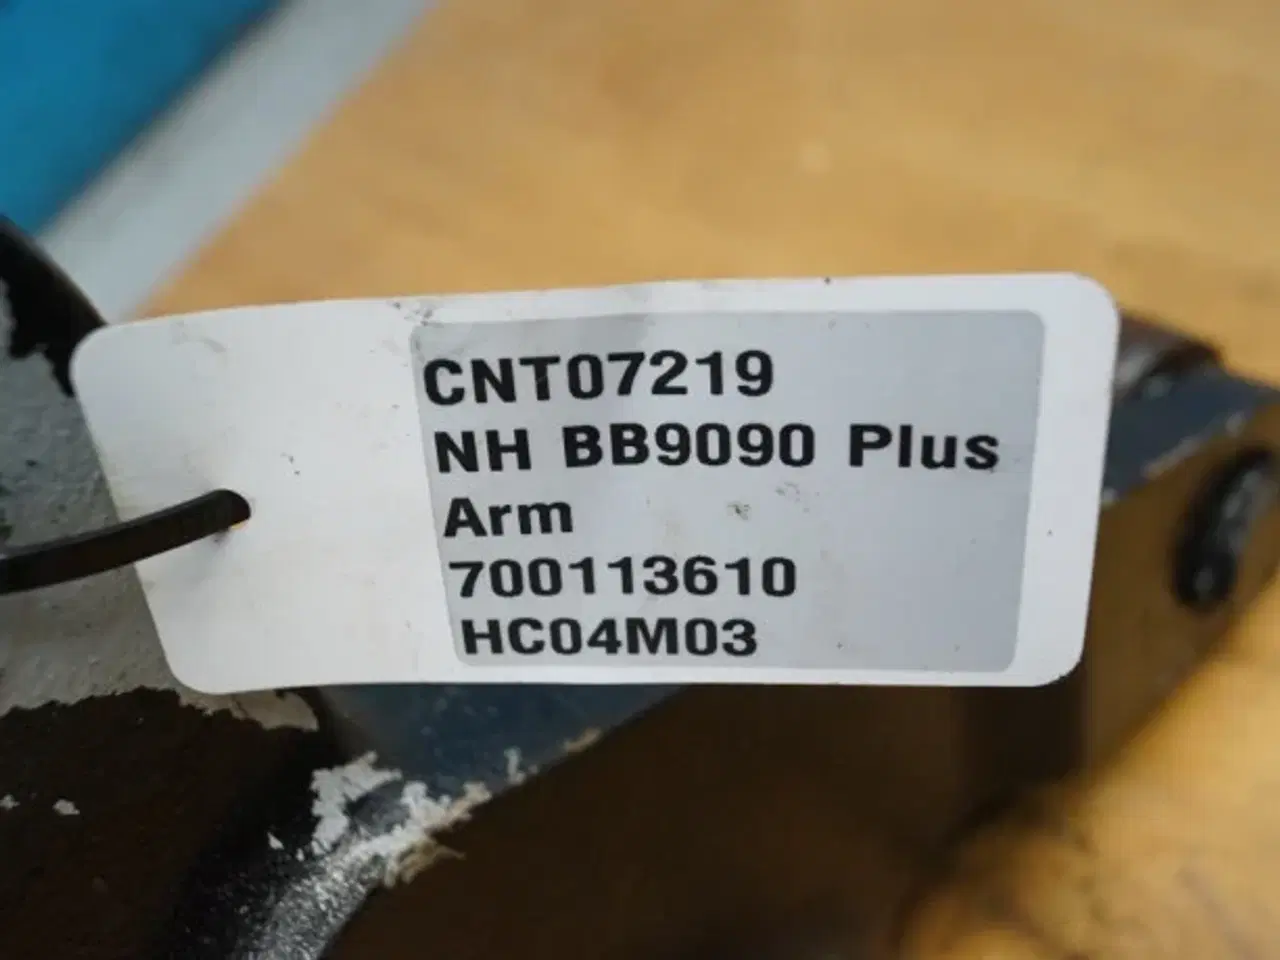 CNT07219
NH BB9090 Plus
Arm
700113610
HC04M03